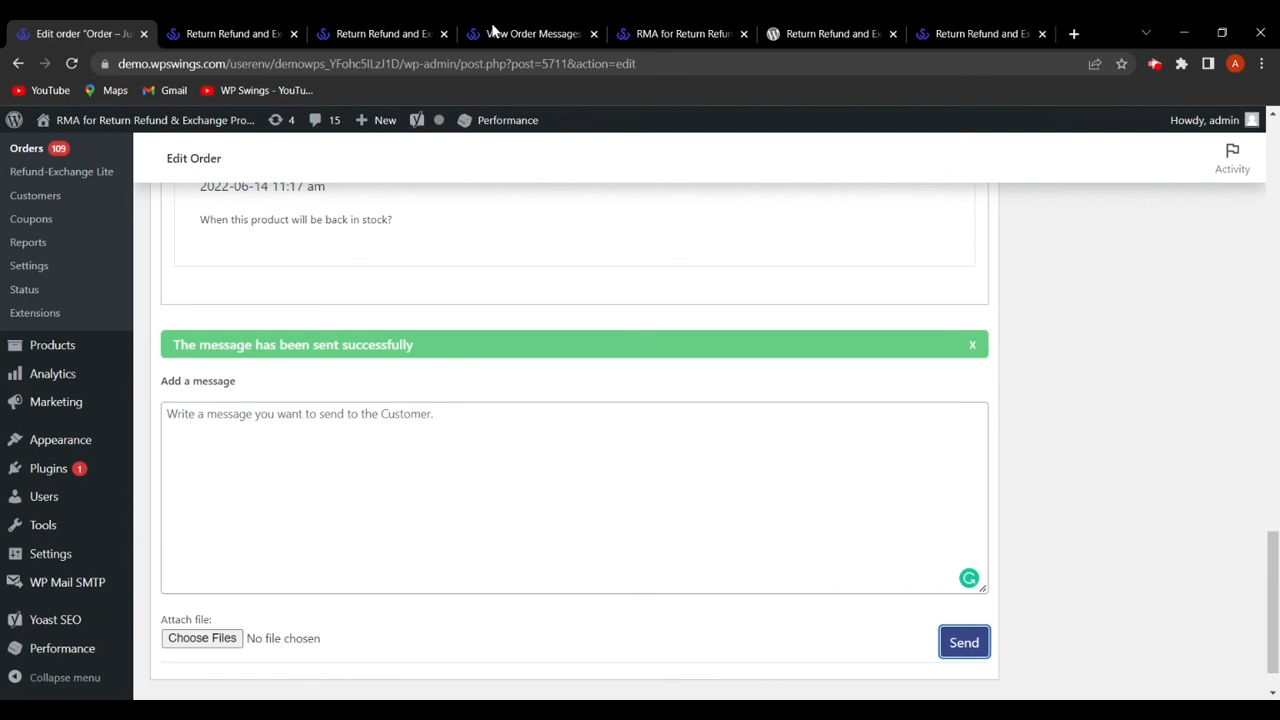 Edit order "Order – Ju
Return Refund and Ex
Return Refund and Ex
View Order Messages
RMA for Return Refun
Return Refund and Ex
Return Refund and Ex
demo.wpswings.com/userenv/demowps_YFohc5ILzJ1D/wp-admin/post.php?post=5711&action=edit
YouTube
Maps
Gmail
WP Swings - YouTu...
RMA for Return Refund & Exchange Pro...
4
15
New
Performance
Howdy, admin
Orders 109
Refund-Exchange Lite
Customers
Coupons
Reports
Settings
Status
Extensions
Products
Analytics
Marketing
Appearance
Plugins 1
Users
Tools
Settings
WP Mail SMTP
Yoast SEO
Performance
Collapse menu
Edit Order
Activity
2022-06-14 11:17 am
When this product will be back in stock?
The message has been sent successfully
X
Add a message
Write a message you want to send to the Customer.
Attach file:
Choose Files No file chosen
Send